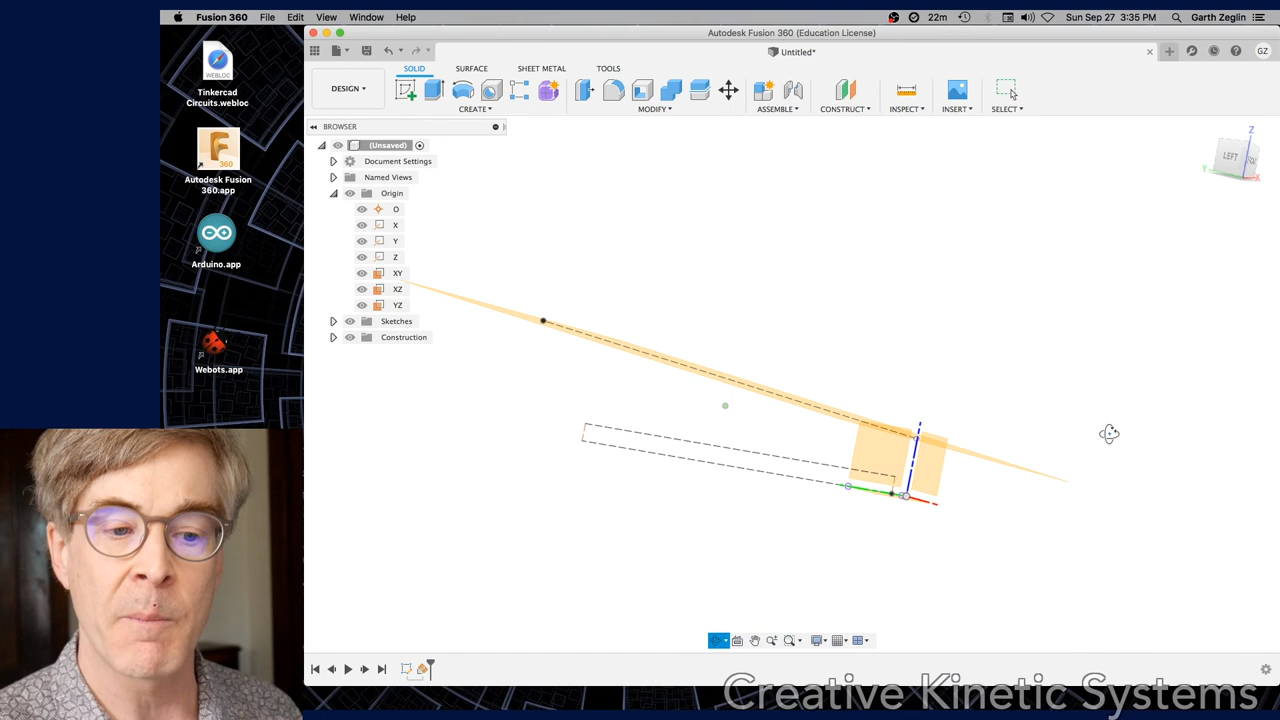 Fusion 360 File Edit View Window Help
22m Sun Sep 27 3:35 PM Garth Zeglin
Autodesk Fusion 360 (Education License)
Untitled*
GZ
SOLID SURFACE SHEET METAL TOOLS
DESIGN
CREATE MODIFY ASSEMBLE CONSTRUCT INSPECT INSERT SELECT
BROWSER
(Unsaved)
Document Settings
Named Views
Origin
O
X
Y
Z
XY
XZ
YZ
Sketches
Construction
WEBLOC
Tinkercad
Circuits.webloc
360
Autodesk Fusion
360.app
Arduino.app
Webots.app
Z
LEFT
Y
X
Creative Kinetic Systems